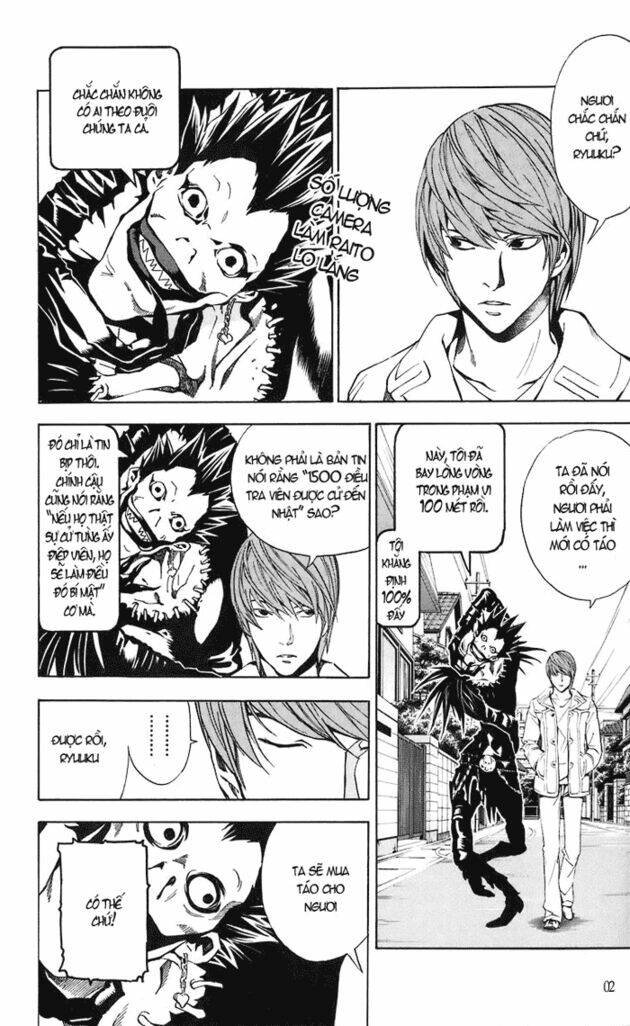 NGƯƠI
CHẮC CHẮN
CHỨ,
RYUUKU?
CHẮC CHẮN KHÔNG
CÓ AI THEO ĐUÔI
CHÚNG TA CẢ.
SỐ LƯỢNG
CAMERA
LÀM RAITO
LO LẮNG
TA ĐÃ NÓI
RỒI ĐẤY,
NGƯƠI PHẢI
LÀM VIỆC THÌ
MỚI CÓ TÁO
...
NÀY, TÔI ĐÃ
BAY LÒNG VÒNG
TRONG PHẠM VI
100 MÉT RỒI.
TÔI
KHẲNG
ĐỊNH
100%
ĐẤY
KHÔNG PHẢI LÀ BẢN TIN
NÓI RẰNG "1500 ĐIỀU
TRA VIÊN ĐƯỢC CỬ ĐẾN
NHẬT" SAO?
ĐÓ CHỈ LÀ TIN
BỊP THÔI.
CHÍNH CẬU
CŨNG NÓI RẰNG
"NẾU HỌ THẬT
SỰ CỬ TỪNG ẤY
ĐIỆP VIÊN, HỌ
SẼ LÀM ĐIỀU
ĐÓ BÍ MẬT"
CƠ MÀ.
......
ĐƯỢC RỒI,
RYUUKU
TA SẼ MUA
TÁO CHO
NGƯƠI
CÓ THẾ
CHỨ!
02